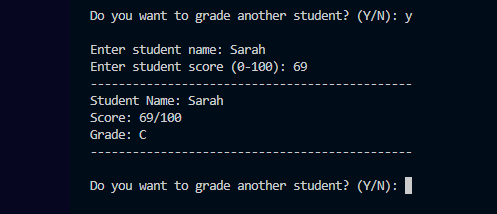 Do you want to grade another student? (Y/N): y
Enter student name: Sarah
Enter student score (0-100): 69
----------------------------------------------
Student Name: Sarah
Score: 69/100
Grade: C
----------------------------------------------
Do you want to grade another student? (Y/N):